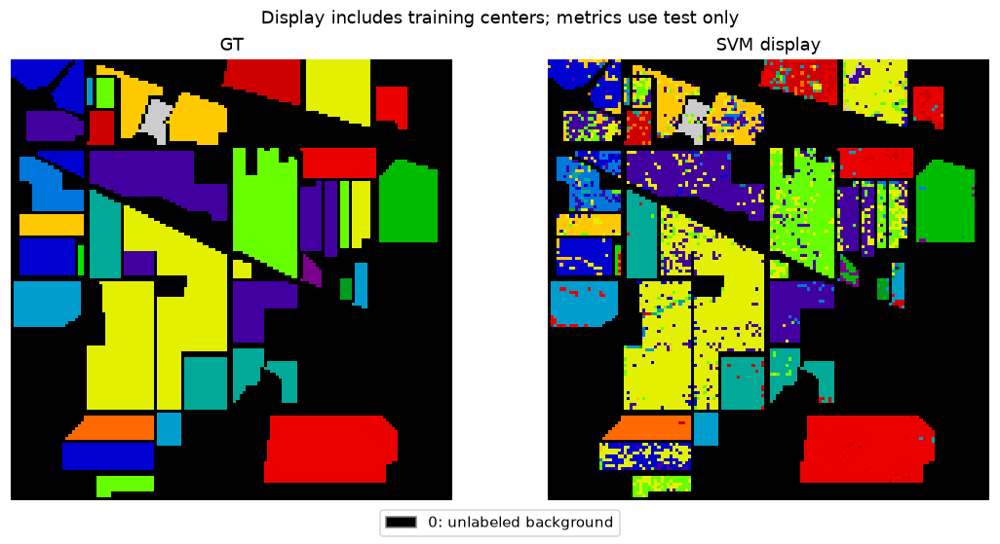 Display includes training centers; metrics use test only
GT
SVM display
0: unlabeled background